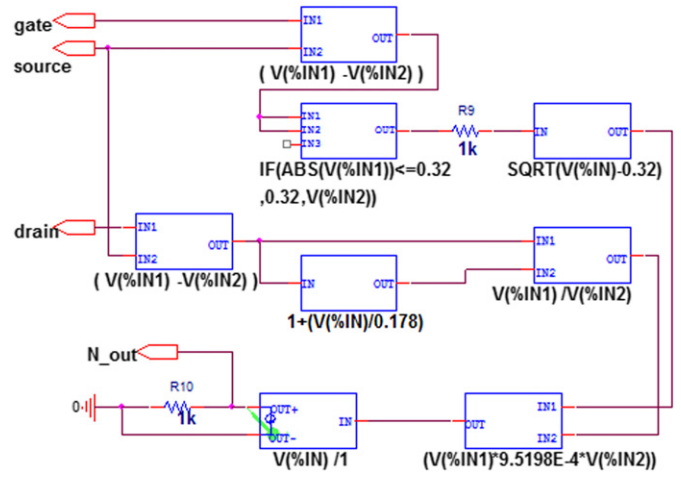 gate
IN1
OUT
IN2
source
( V(%IN1) -V(%IN2) )
IN1
IN2
OUT
IN3
R9
1k
IN
OUT
IF(ABS(V(%IN1))<=0.32
,0.32,V(%IN2))
SQRT(V(%IN)-0.32)
drain
IN1
OUT
IN2
( V(%IN1) -V(%IN2) )
IN
OUT
1+(V(%IN)/0.178)
IN1
OUT
IN2
V(%IN1) /V(%IN2)
N_out
0
R10
1k
OUT+
IN
OUT-
V(%IN) /1
IN1
OUT
IN2
(V(%IN1)*9.5198E-4*V(%IN2))